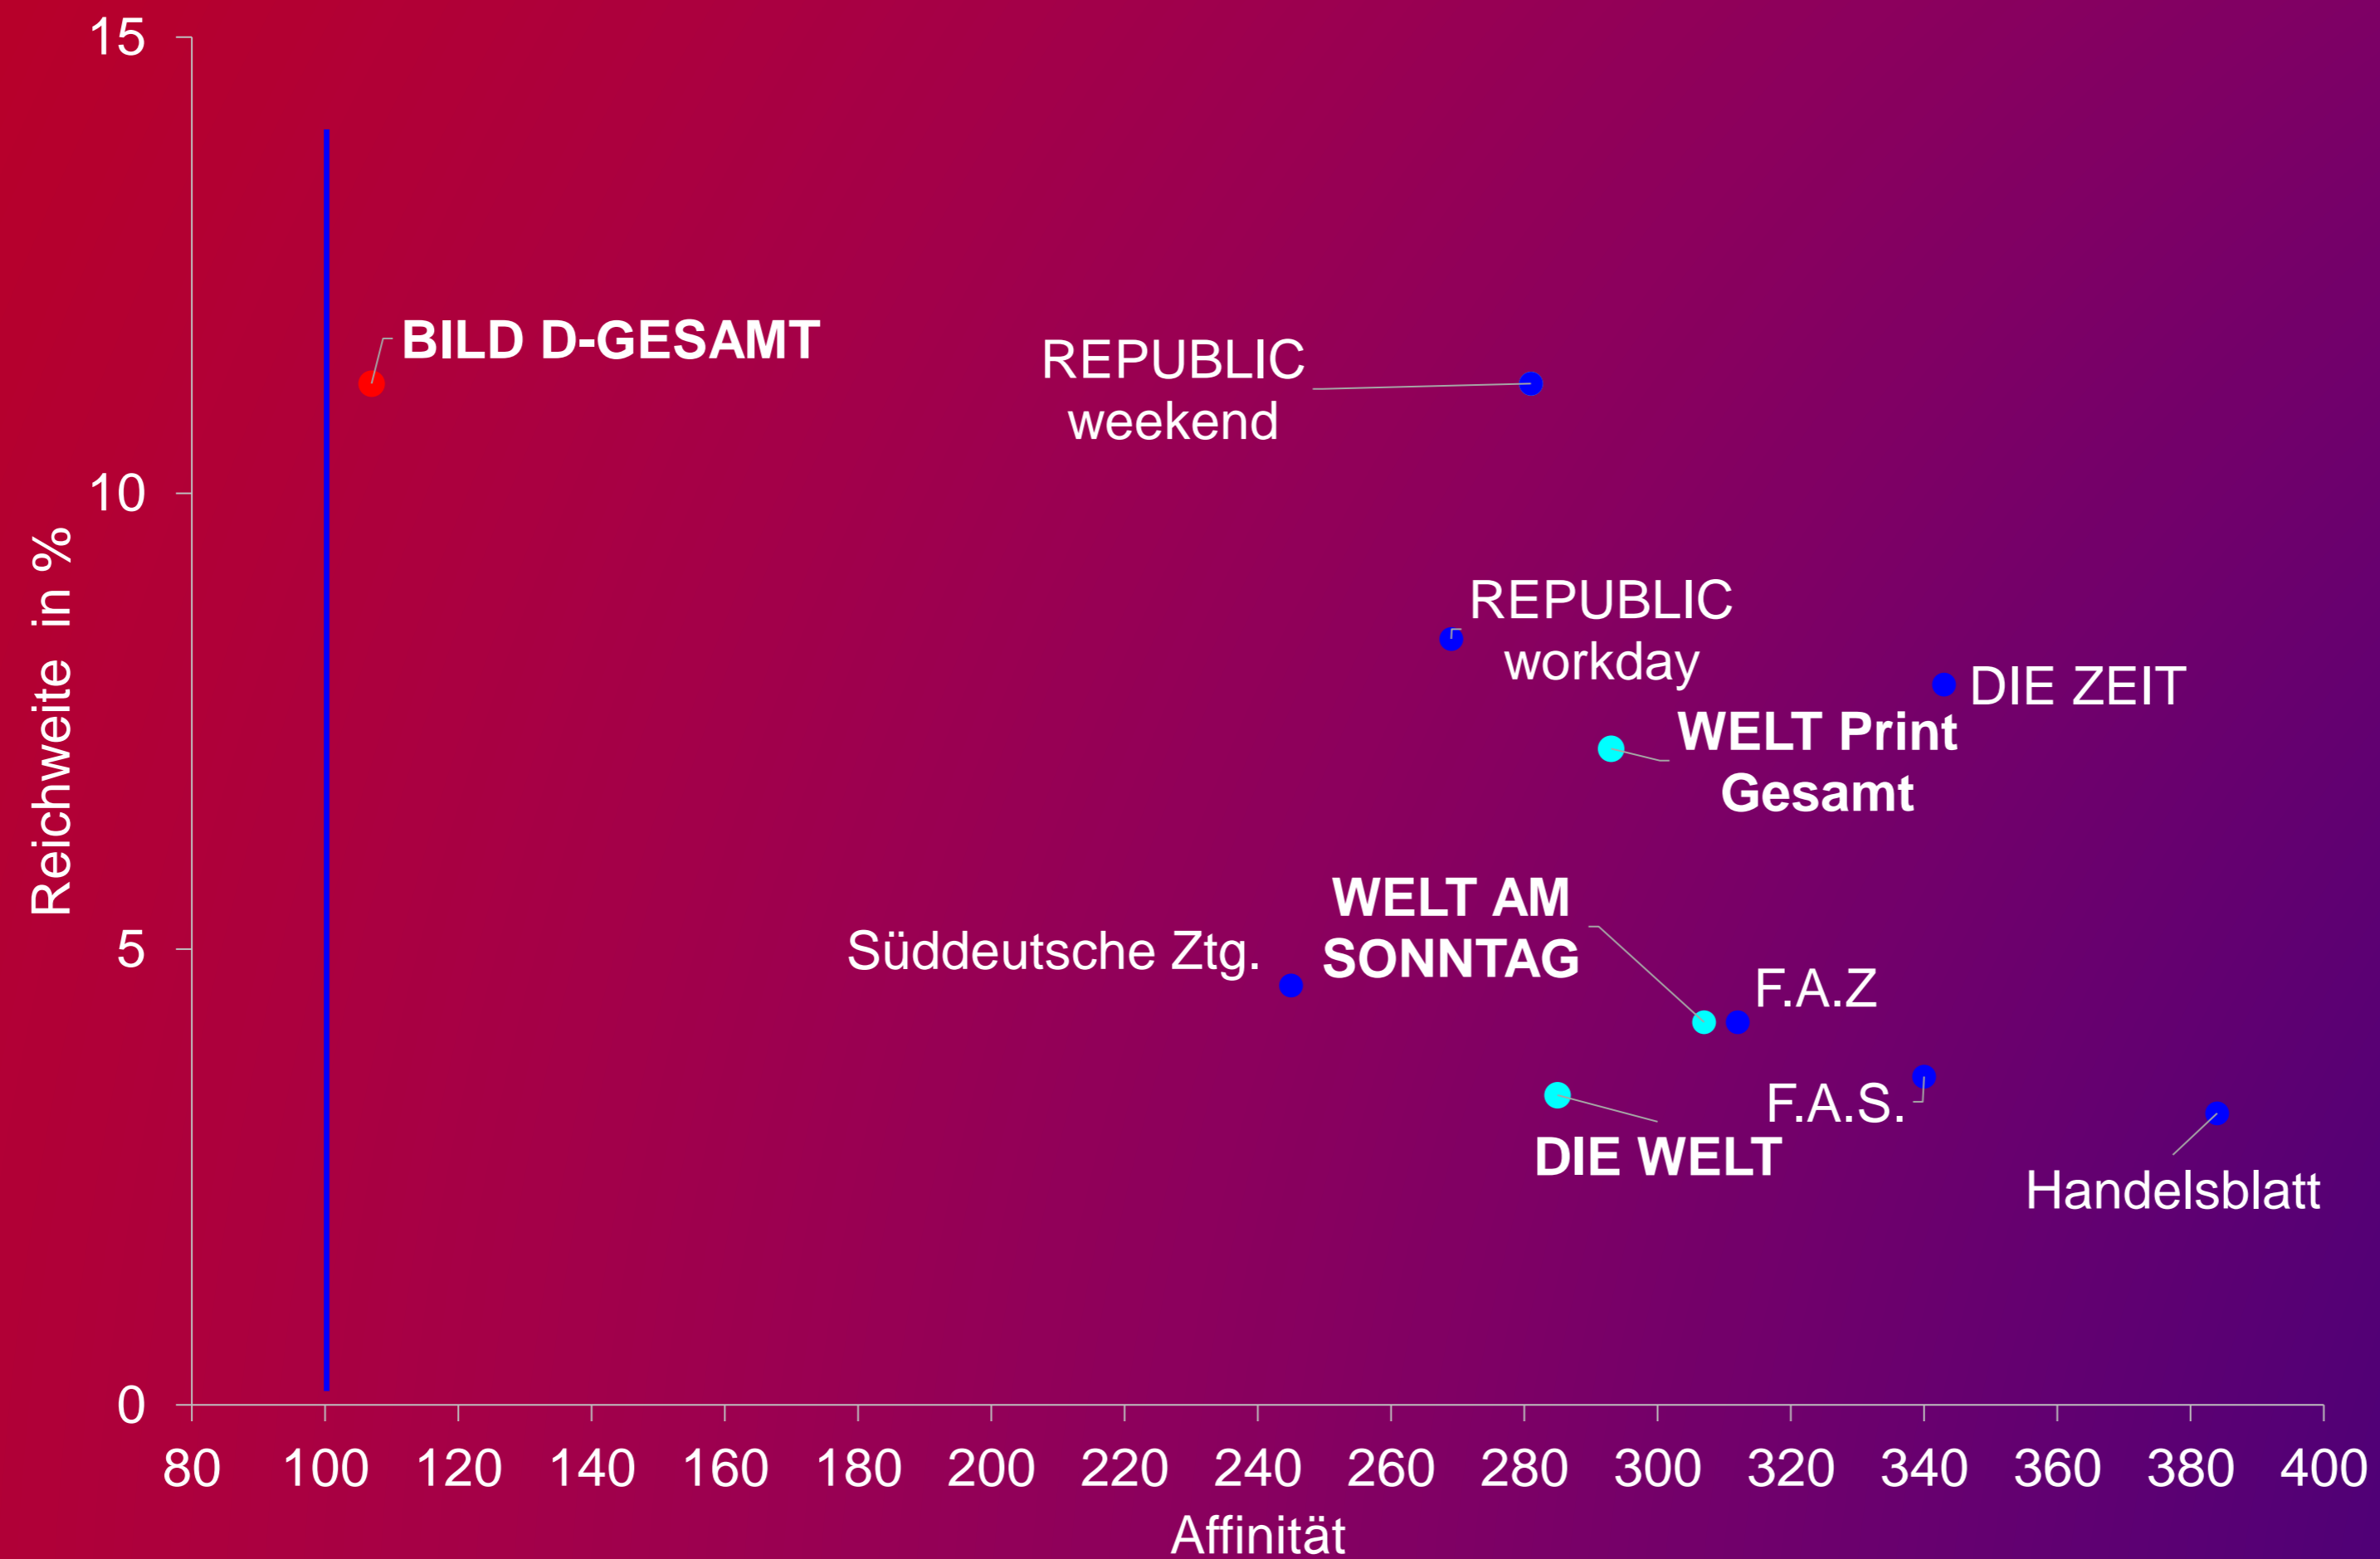 15
10
5
0
Reichweite in %
BILD D-GESAMT
REPUBLIC
weekend
REPUBLIC
workday
DIE ZEIT
WELT Print
Gesamt
WELT AM
SONNTAG
Süddeutsche Ztg.
F.A.Z
F.A.S.
DIE WELT
Handelsblatt
80 100 120 140 160 180 200 220 240 260 280 300 320 340 360 380 400
Affinität